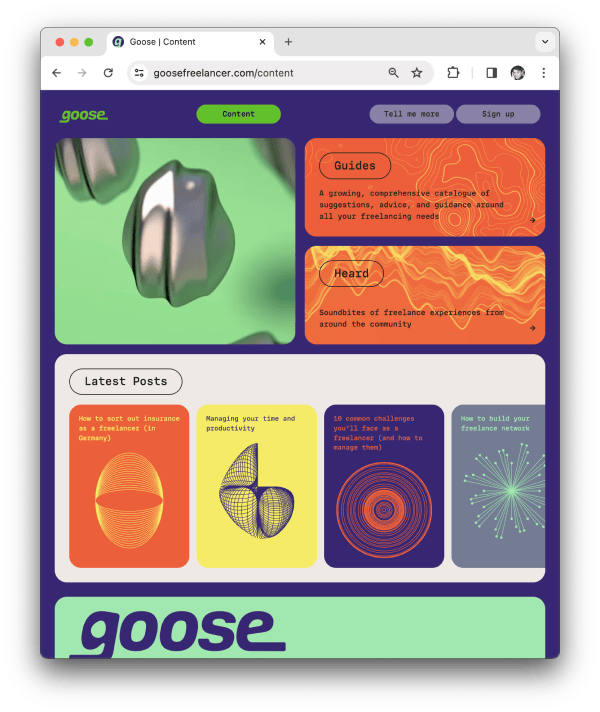 Goose | Content
goosefreelancer.com/content
goose
Content
Tell me more
Sign up
Guides
A growing, comprehensive catalogue of
suggestions, advice, and guidance around
all your freelancing needs
Heard
Soundbites of freelance experiences from
around the community
Latest Posts
How to sort out insurance
as a freelancer (in
Germany)
Managing your time and
productivity
10 common challenges
you'll face as a
freelancer (and how to
manage them)
How to build your
freelance network
goose